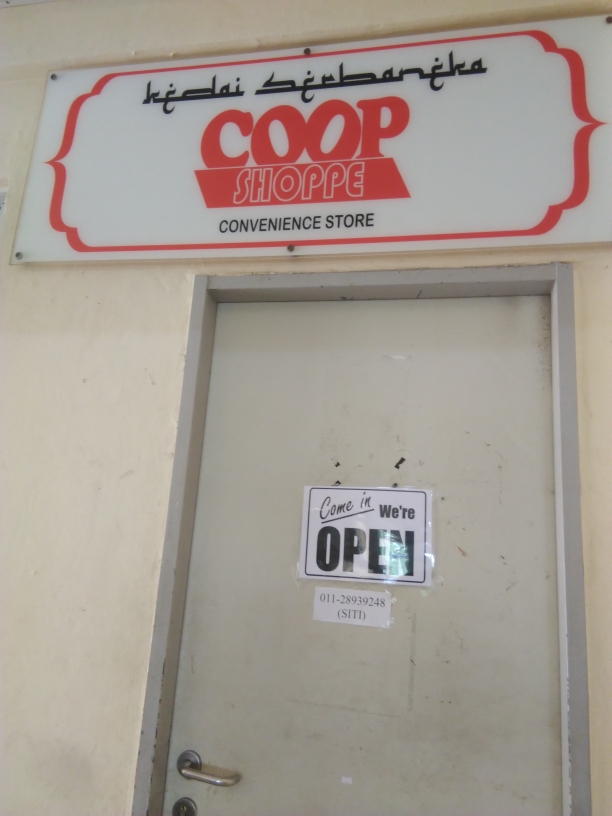 kedai serbaneka
COOP
SHOPPE
CONVENIENCE STORE
Come in We're
OPEN
011-28939248
(SITI)